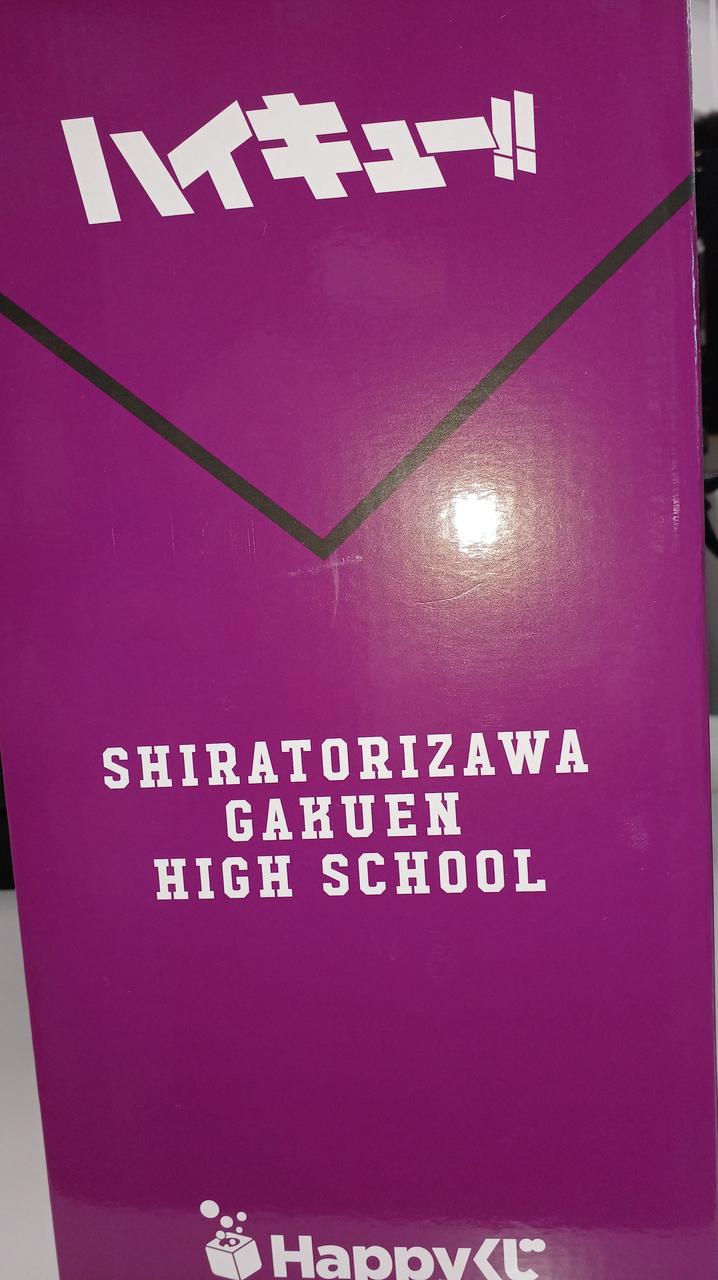 ハイキュー!!
SHIRATORIZAWA
GAKUEN
HIGH SCHOOL
Happyくじ